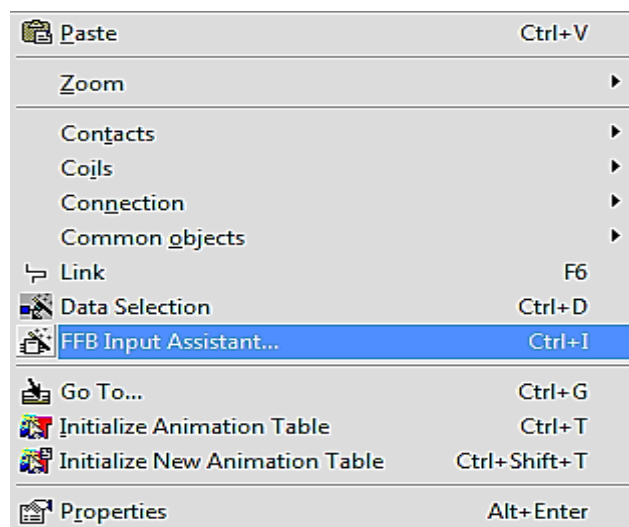 Paste Ctrl+V
Zoom
Contacts
Coils
Connection
Common objects
Link F6
Data Selection Ctrl+D
FFB Input Assistant... Ctrl+I
Go To... Ctrl+G
Initialize Animation Table Ctrl+T
Initialize New Animation Table Ctrl+Shift+T
Properties Alt+Enter